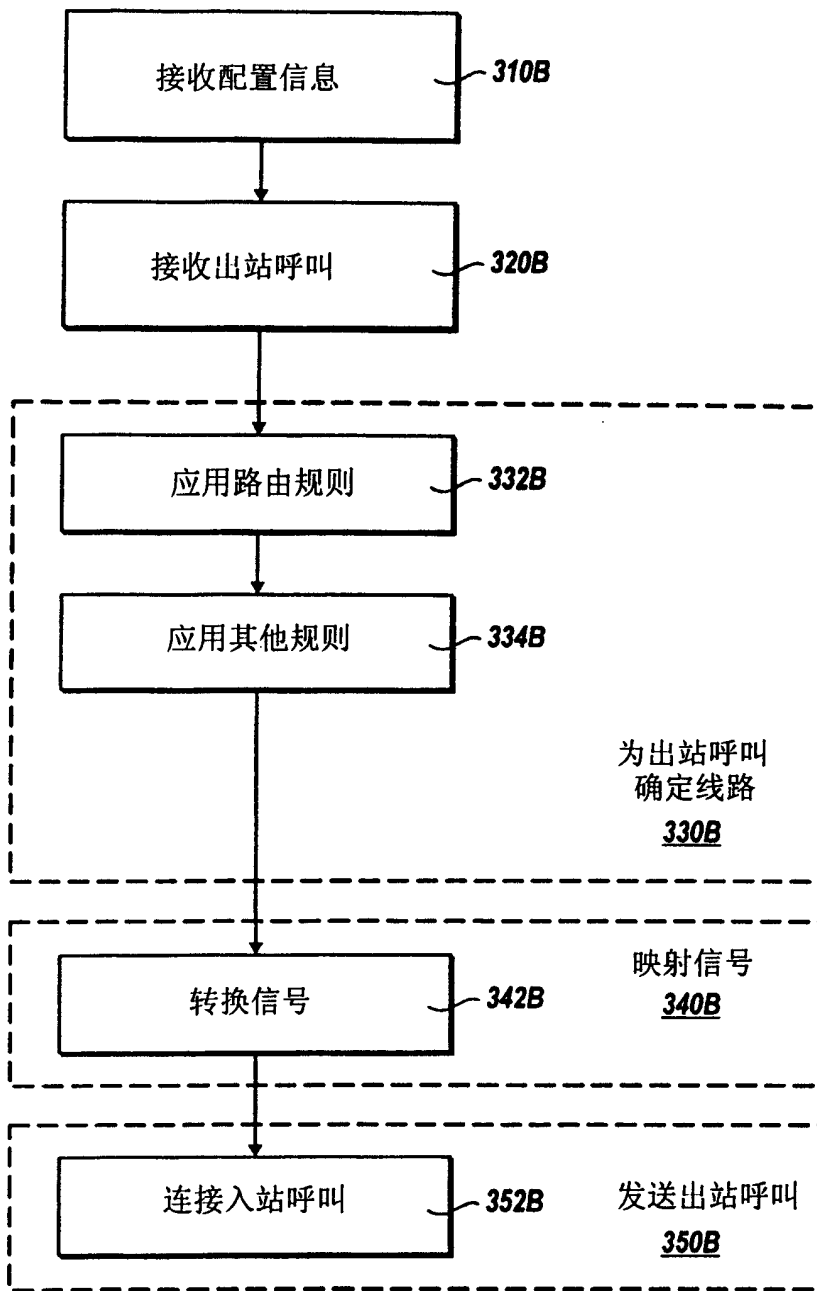 接收配置信息
310B
接收出站呼叫
320B
应用路由规则
332B
应用其他规则
334B
为出站呼叫
确定线路
330B
转换信号
342B
映射信号
340B
连接入站呼叫
352B
发送出站呼叫
350B